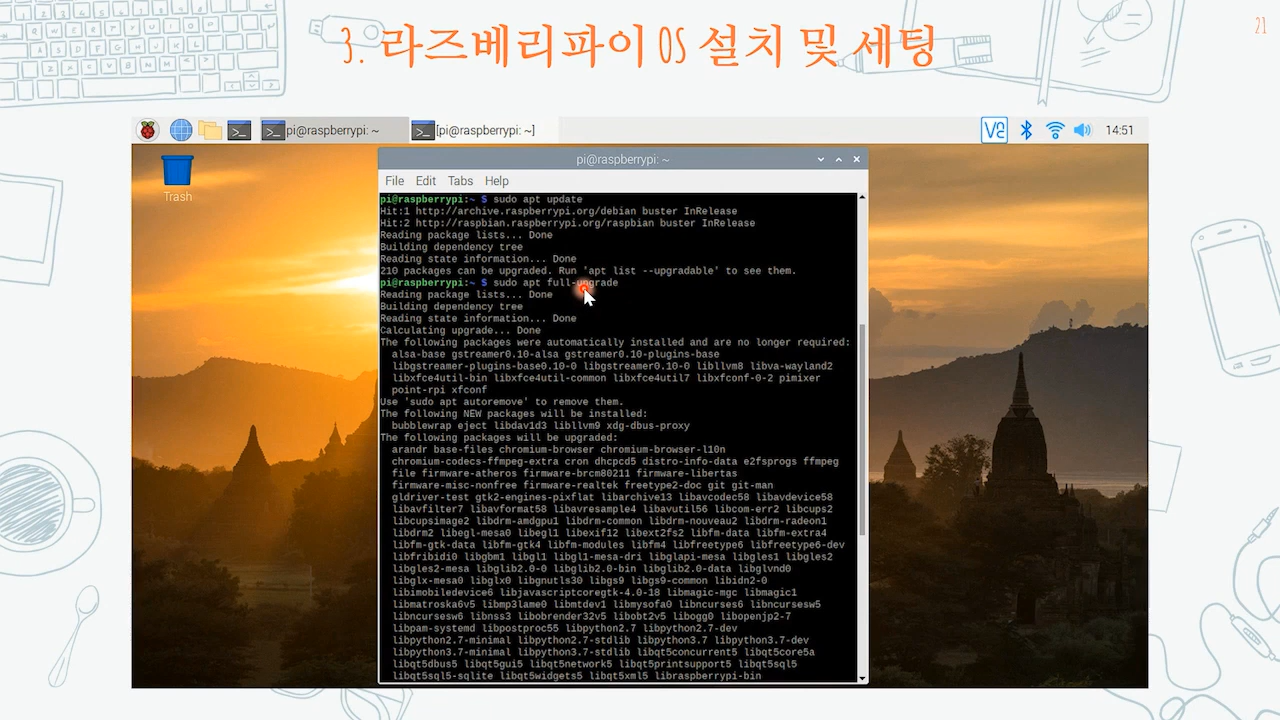 3. 라즈베리파이 OS 설치 및 세팅
21
pi@raspberrypi: ~
[pi@raspberrypi: ~]
14:51
Trash
pi@raspberrypi: ~
File Edit Tabs Help
pi@raspberrypi:~ $ sudo apt update
Hit:1 http://archive.raspberrypi.org/debian buster InRelease
Hit:2 http://raspbian.raspberrypi.org/raspbian buster InRelease
Reading package lists... Done
Building dependency tree
Reading state information... Done
210 packages can be upgraded. Run 'apt list --upgradable' to see them.
pi@raspberrypi:~ $ sudo apt full-upgrade
Reading package lists... Done
Building dependency tree
Reading state information... Done
Calculating upgrade... Done
The following packages were automatically installed and are no longer required:
alsa-base gstreamer0.10-alsa gstreamer0.10-plugins-base
libgstreamer-plugins-base0.10-0 libgstreamer0.10-0 libllvm8 libva-wayland2
libxfce4util-bin libxfce4util-common libxfce4util7 libxfconf-0-2 pimixer
point-rpi xfconf
Use 'sudo apt autoremove' to remove them.
The following NEW packages will be installed:
bubblewrap eject libdav1d3 libllvm9 xdg-dbus-proxy
The following packages will be upgraded:
arandr base-files chromium-browser chromium-browser-l10n
chromium-codecs-ffmpeg-extra cron dhcpcd5 distro-info-data e2fsprogs ffmpeg
file firmware-atheros firmware-brcm80211 firmware-libertas
firmware-misc-nonfree firmware-realtek freetype2-doc git git-man
gldriver-test gtk2-engines-pixflat libarchive13 libavcodec58 libavdevice58
libavfilter7 libavformat58 libavresample4 libavutil56 libcom-err2 libcups2
libcupsimage2 libdrm-amdgpu1 libdrm-common libdrm-nouveau2 libdrm-radeon1
libdrm2 libegl-mesa0 libegl1 libexif12 libext2fs2 libfm-data libfm-extra4
libfm-gtk-data libfm-gtk4 libfm-modules libfm4 libfreetype6 libfreetype6-dev
libfribidi0 libgbm1 libgl1 libgl1-mesa-dri libglapi-mesa libgles1 libgles2
libgles2-mesa libglib2.0-0 libglib2.0-bin libglib2.0-data libglvnd0
libglx-mesa0 libglx0 libgnutls30 libgs9 libgs9-common libidn2-0
libimobiledevice6 libjavascriptcoregtk-4.0-18 libmagic-mgc libmagic1
libmatroska6v5 libmp3lame0 libmtdev1 libmysofa0 libncurses6 libncursesw5
libncursesw6 libnss3 libobrender32v5 libobt2v5 libogg0 libopenjp2-7
libpam-systemd libpostproc55 libpython2.7 libpython2.7-dev
libpython2.7-minimal libpython2.7-stdlib libpython3.7 libpython3.7-dev
libpython3.7-minimal libpython3.7-stdlib libqt5concurrent5 libqt5core5a
libqt5dbus5 libqt5gui5 libqt5network5 libqt5printsupport5 libqt5sql5
libqt5sql5-sqlite libqt5widgets5 libqt5xml5 libraspberrypi-bin